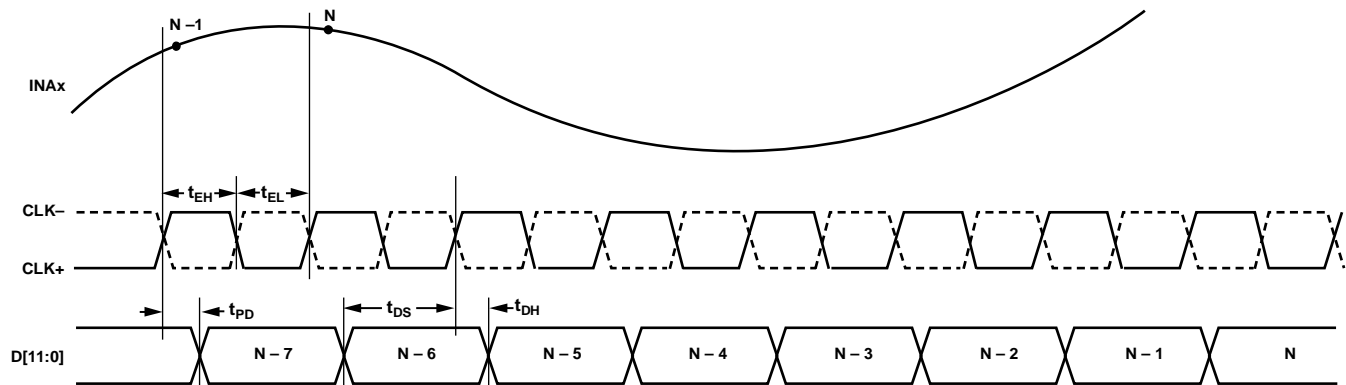 N –1
N
INAx
tEH
tEL
CLK–
CLK+
tPD
tDS
tDH
D[11:0]
N – 7
N – 6
N – 5
N – 4
N – 3
N – 2
N – 1
N